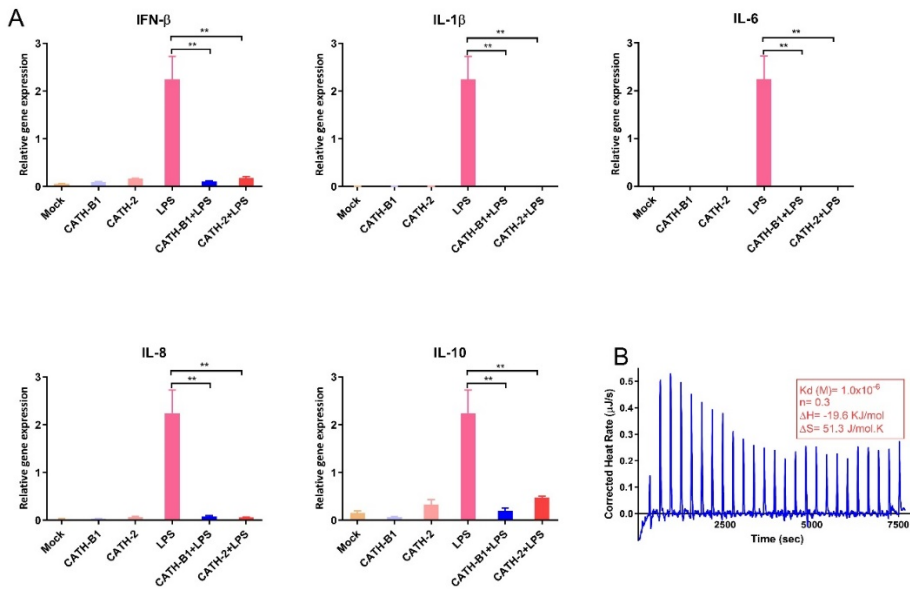 A
IFN-β
Relative gene expression
3
2
1
0
**
**
Mock
CATH-B1
CATH-2
LPS
CATH-B1+LPS
CATH-2+LPS
IL-1β
Relative gene expression
3
2
1
0
**
**
Mock
CATH-B1
CATH-2
LPS
CATH-B1+LPS
CATH-2+LPS
IL-6
Relative gene expression
3
2
1
0
**
**
Mock
CATH-B1
CATH-2
LPS
CATH-B1+LPS
CATH-2+LPS
IL-8
Relative gene expression
3
2
1
0
**
**
Mock
CATH-B1
CATH-2
LPS
CATH-B1+LPS
CATH-2+LPS
IL-10
Relative gene expression
3
2
1
0
**
**
Mock
CATH-B1
CATH-2
LPS
CATH-B1+LPS
CATH-2+LPS
B
Corrected Heat Rate (μJ/s)
0.5
0.4
0.3
0.2
0.1
0.0
Kd (M)= 1.0x10⁻⁶
n= 0.3
ΔH= -19.6 KJ/mol
ΔS= 51.3 J/mol.K
2500
5000
7500
Time (sec)